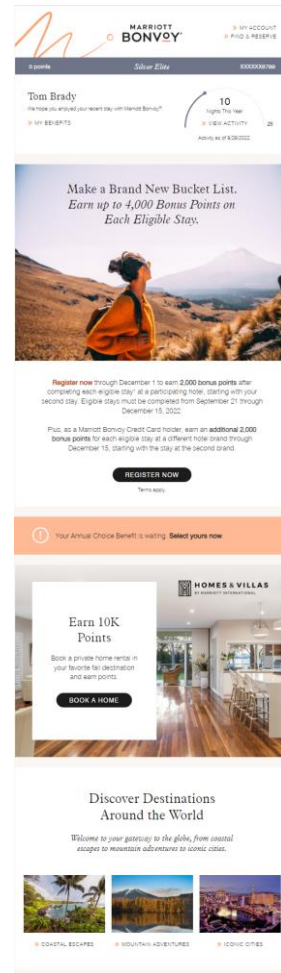 MARRIOTT
BONVOY
» MY ACCOUNT
» FIND & RESERVE
0 points
Silver Elite
XXXXXX8788
Tom Brady
We hope you enjoyed your recent stay with Marriott Bonvoy®
» MY BENEFITS
10
Nights This Year
» VIEW ACTIVITY
25
Make a Brand New Bucket List.
Earn up to 4,000 Bonus Points on
Each Eligible Stay.
Register now through December 1 to earn 2,000 bonus points after
completing each eligible stay¹ at a participating hotel, starting with your
second stay. Eligible stays must be completed from September 21 through
December 15, 2022.
Plus, as a Marriott Bonvoy Credit Card holder, earn an additional 2,000
bonus points for each eligible stay at a different hotel brand through
December 15, starting with the stay at the second brand.
REGISTER NOW
Terms apply.
Your Annual Choice Benefit is waiting. Select yours now.
HOMES & VILLAS
BY MARRIOTT INTERNATIONAL
Earn 10K
Points
Book a private home rental in
your favorite fall destination
and earn points.
BOOK A HOME
Discover Destinations
Around the World
Welcome to your gateway to the globe, from coastal
escapes to mountain adventures to iconic cities.
» COASTAL ESCAPES
» MOUNTAIN ADVENTURES
» ICONIC CITIES